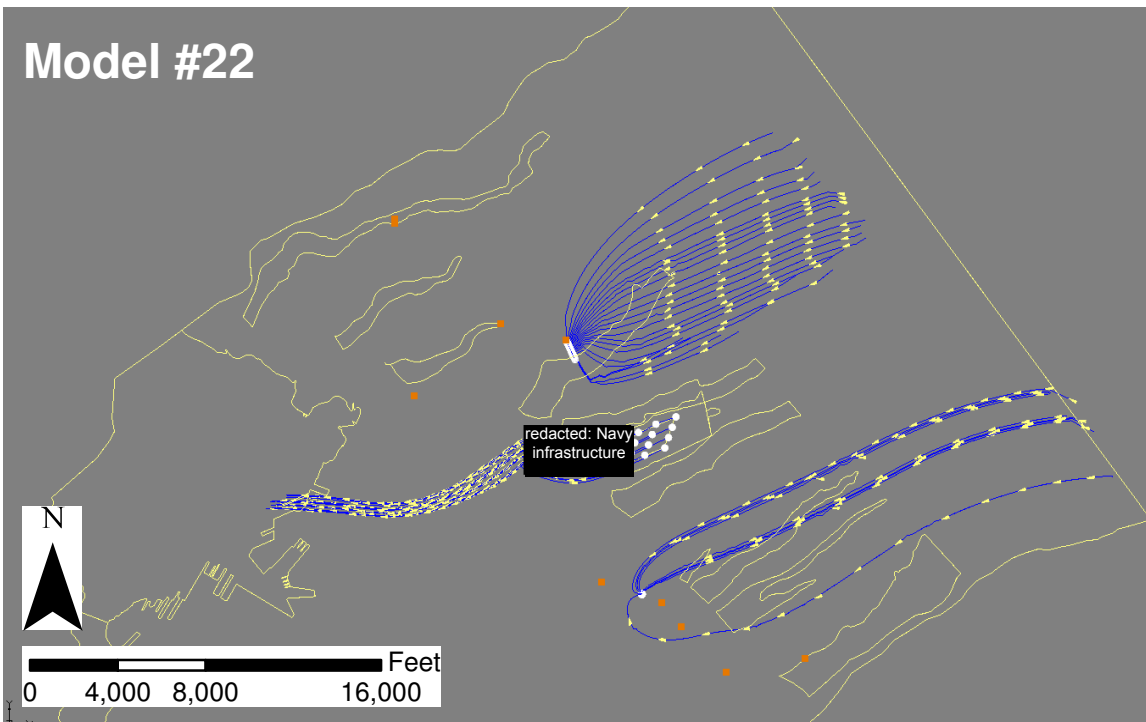 Model #22
redacted: Navy
infrastructure
N
Feet
0 4,000 8,000 16,000
Y